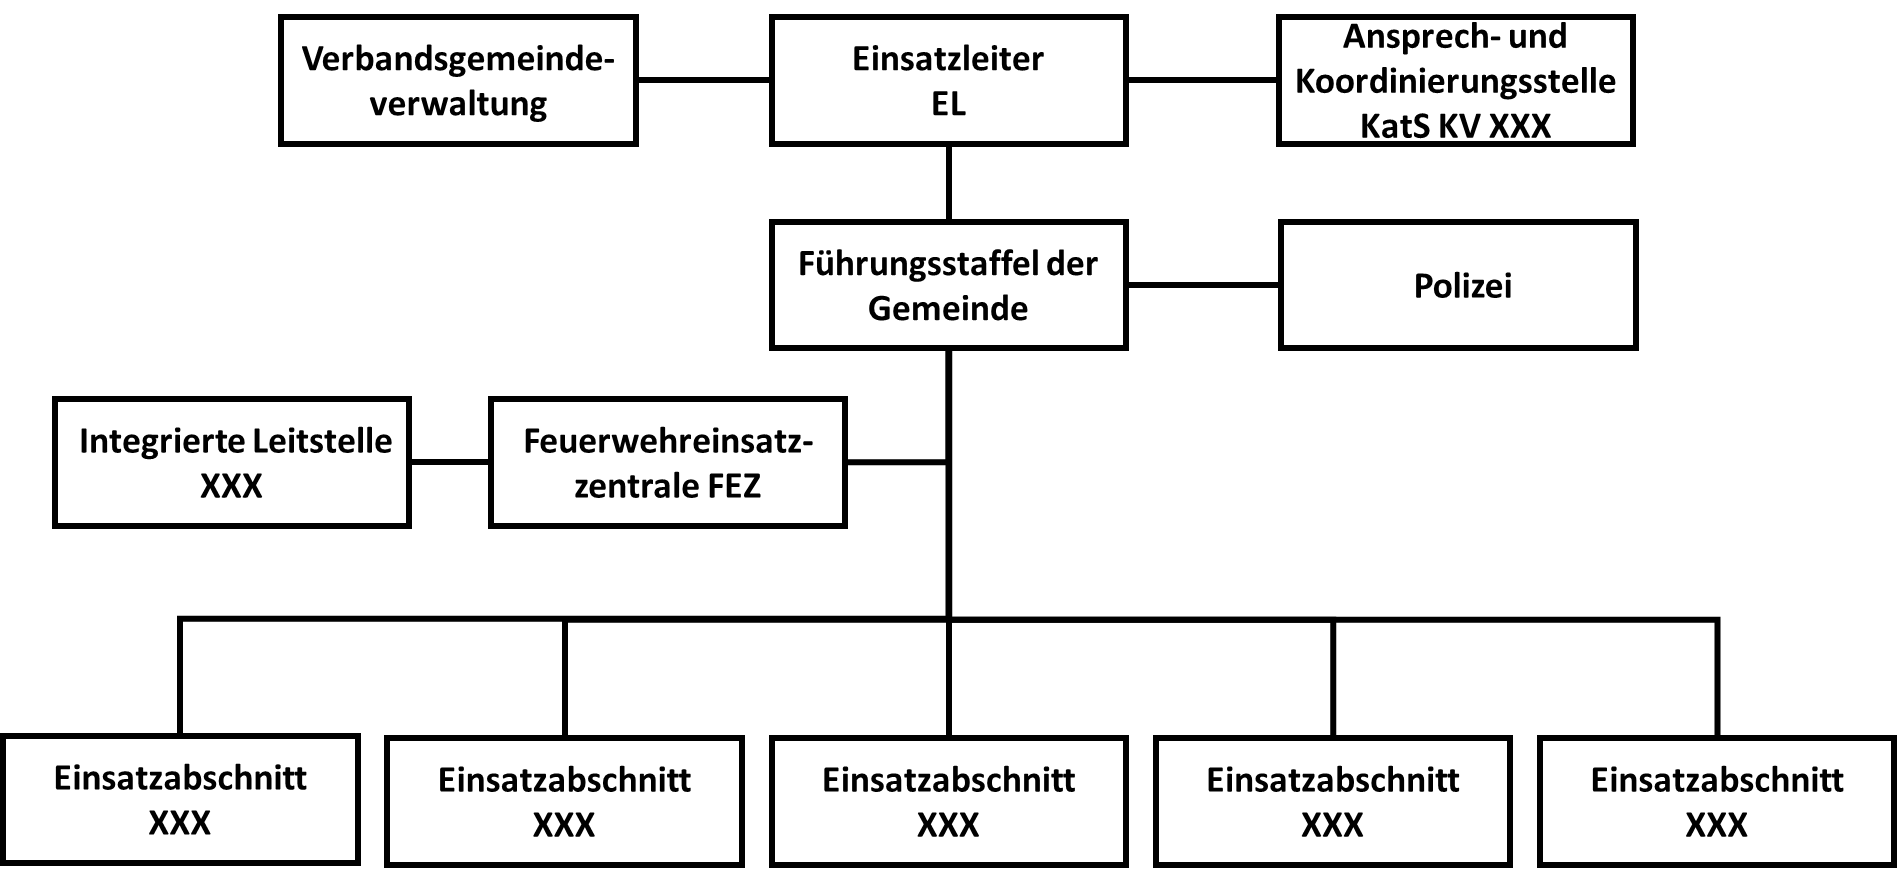 Verbandsgemeinde-
verwaltung
Einsatzleiter
EL
Ansprech- und
Koordinierungsstelle
KatS KV XXX
Führungsstaffel der
Gemeinde
Polizei
Integrierte Leitstelle
XXX
Feuerwehreinsatz-
zentrale FEZ
Einsatzabschnitt
XXX
Einsatzabschnitt
XXX
Einsatzabschnitt
XXX
Einsatzabschnitt
XXX
Einsatzabschnitt
XXX